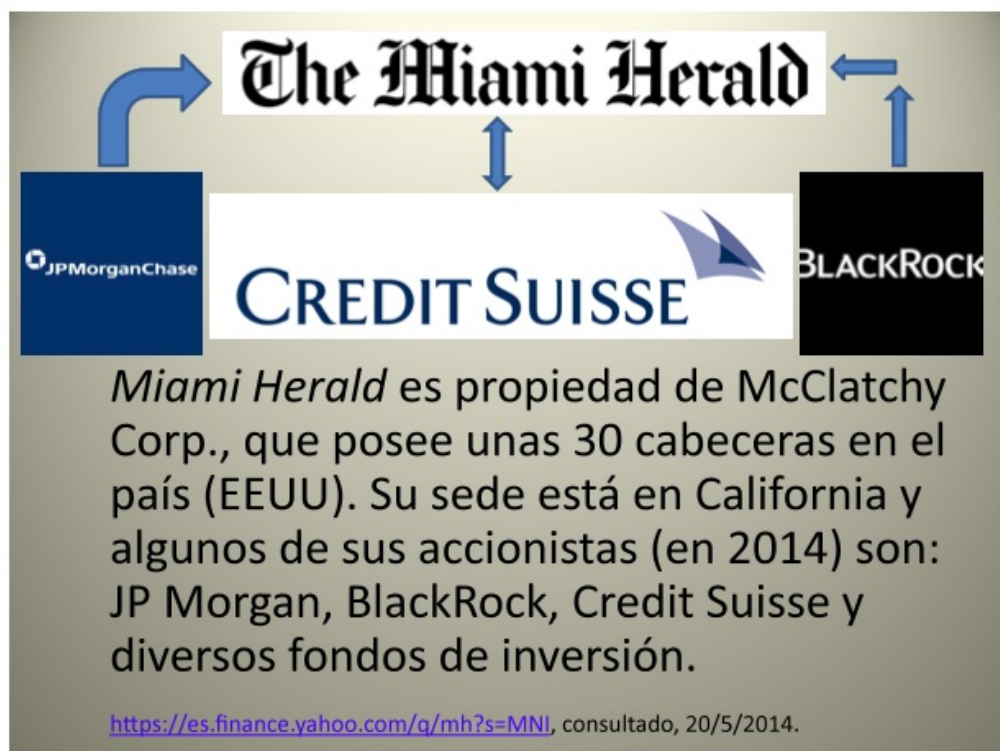 The Miami Herald
JPMorganChase
CREDIT SUISSE
BLACKROCK
Miami Herald es propiedad de McClatchy
Corp., que posee unas 30 cabeceras en el
país (EEUU). Su sede está en California y
algunos de sus accionistas (en 2014) son:
JP Morgan, BlackRock, Credit Suisse y
diversos fondos de inversión.
https://es.finance.yahoo.com/q/mh?s=MNI, consultado, 20/5/2014.